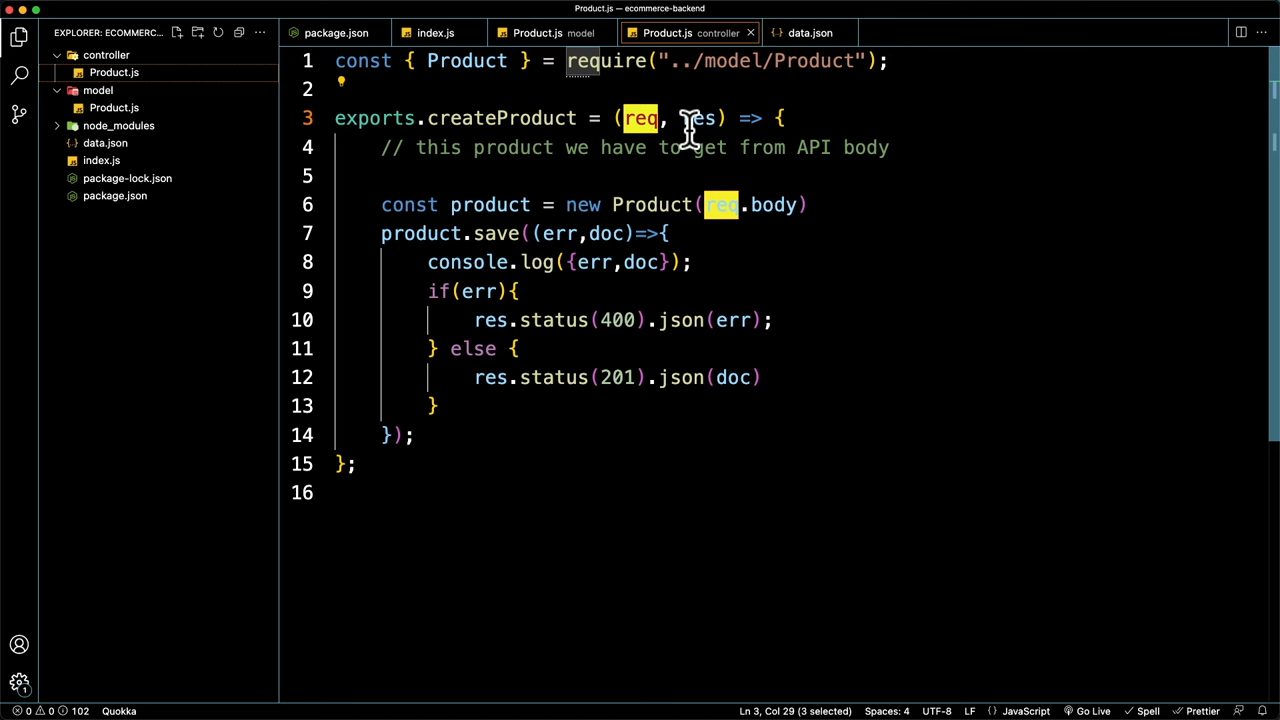 Product.js — ecommerce-backend
EXPLORER: ECOMMERC...
package.json
index.js
Product.js model
Product.js controller
data.json
controller
Product.js
model
Product.js
node_modules
data.json
index.js
package-lock.json
package.json
1 const { Product } = require("../model/Product");
2
3 exports.createProduct = (req, res) => {
4 // this product we have to get from API body
5
6 const product = new Product(req.body)
7 product.save((err,doc)=>{
8 console.log({err,doc});
9 if(err){
10 res.status(400).json(err);
11 } else {
12 res.status(201).json(doc)
13 }
14 });
15 };
16
1
0 0 102 Quokka
Ln 3, Col 29 (3 selected) Spaces: 4 UTF-8 LF {} JavaScript Go Live Spell Prettier